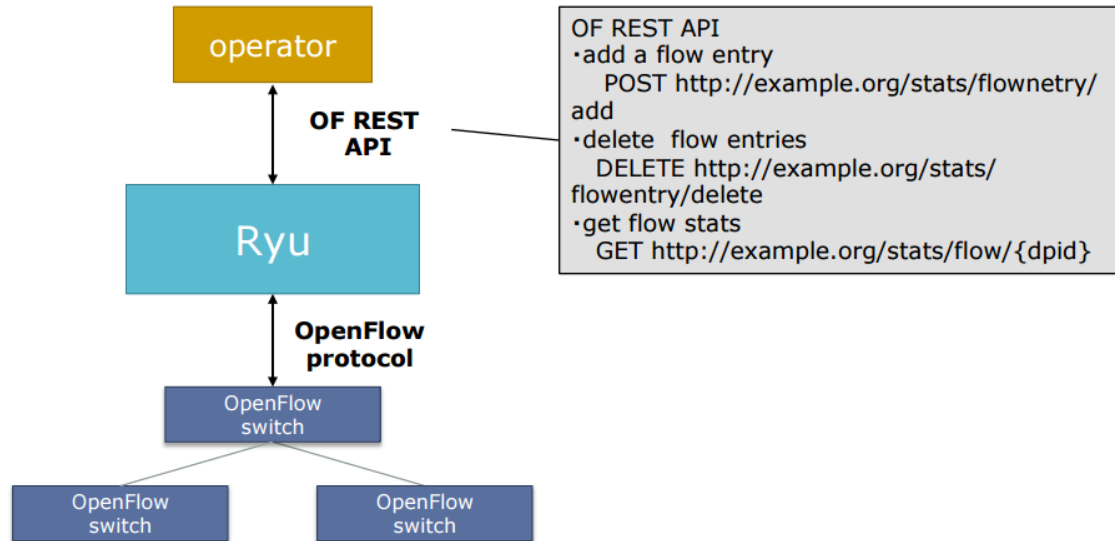 operator
OF REST
API
Ryu
OpenFlow
protocol
OpenFlow
switch
OpenFlow
switch
OpenFlow
switch
OF REST API
・add a flow entry
POST http://example.org/stats/flownetry/
add
・delete flow entries
DELETE http://example.org/stats/
flowentry/delete
・get flow stats
GET http://example.org/stats/flow/{dpid}